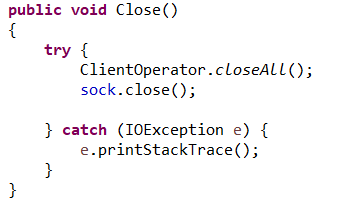 public void Close()
{
    try {
        ClientOperator.closeAll();
        sock.close();

    } catch (IOException e) {
        e.printStackTrace();
    }
}